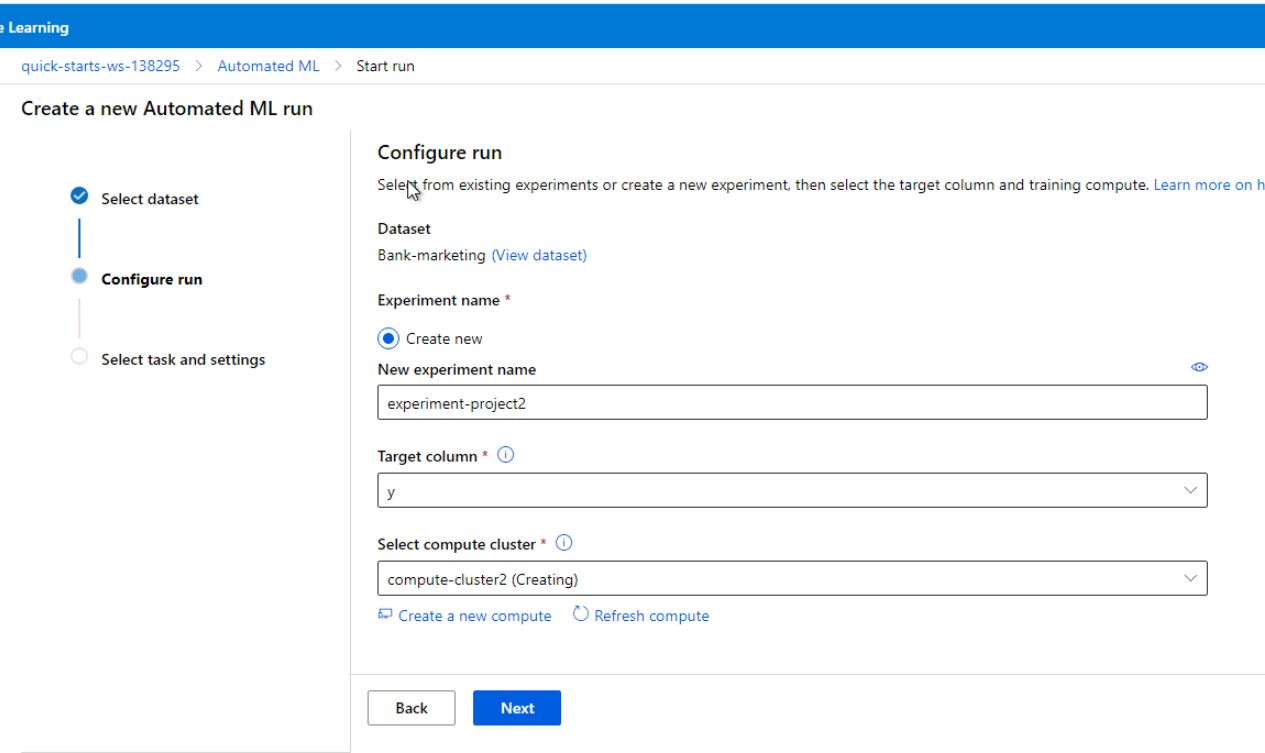 e Learning
quick-starts-ws-138295 > Automated ML > Start run
Create a new Automated ML run
Select dataset
Configure run
Select task and settings
Configure run
Select from existing experiments or create a new experiment, then select the target column and training compute. Learn more on h
Dataset
Bank-marketing (View dataset)
Experiment name *
Create new
New experiment name
experiment-project2
Target column *
y
Select compute cluster *
compute-cluster2 (Creating)
Create a new compute Refresh compute
Back Next